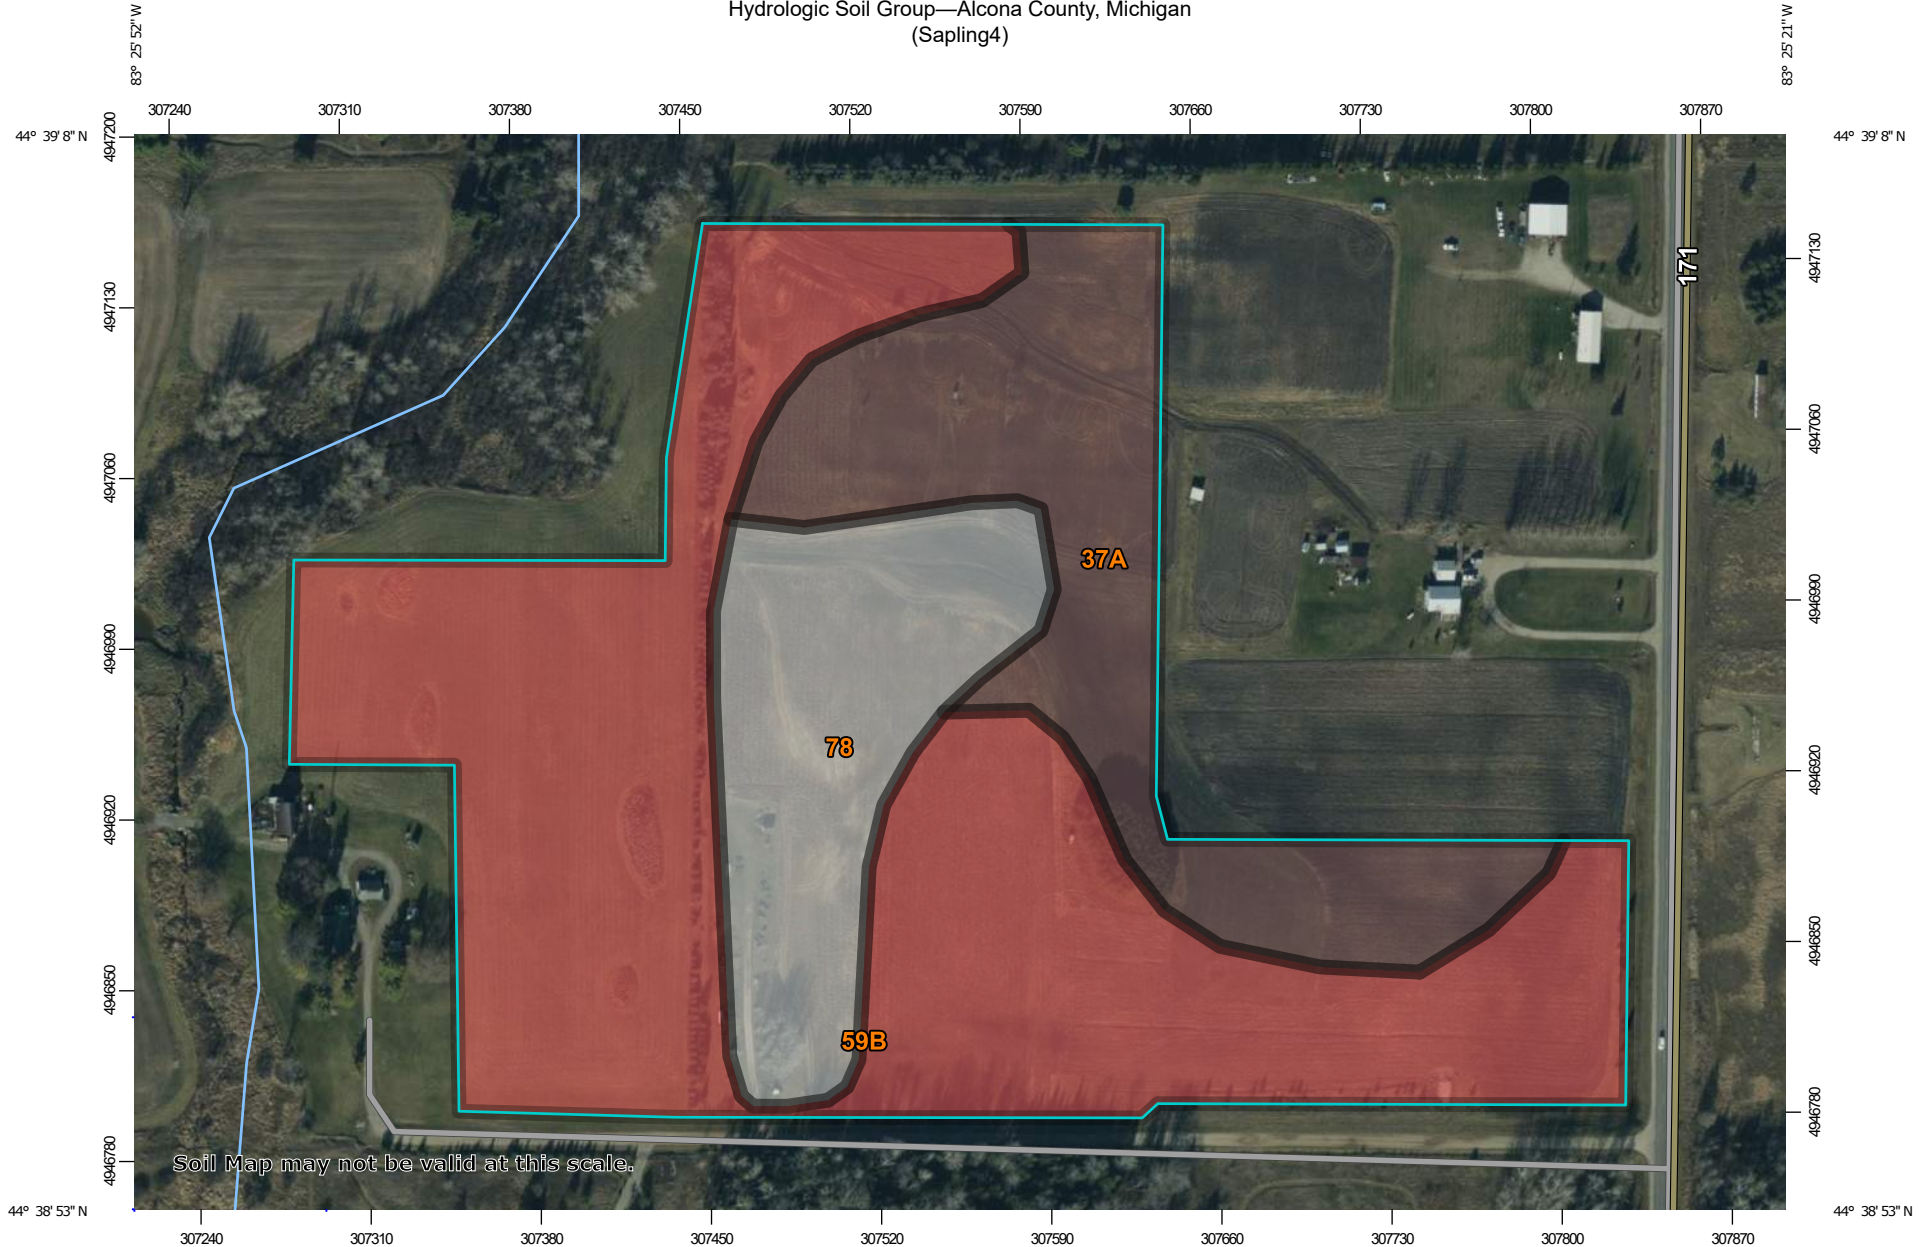 Hydrologic Soil Group—Alcona County, Michigan
(Sapling4)
83° 25' 52'' W
83° 25' 21'' W
307240 307310 307380 307450 307520 307590 307660 307730 307800 307870
44° 39' 8'' N
44° 39' 8'' N
4947200
4947130
4947060
4946990
4946920
4946850
4946780
4947130
4947060
4946990
4946920
4946850
4946780
171
37A
78
59B
Soil Map may not be valid at this scale.
44° 38' 53'' N
44° 38' 53'' N
307240 307310 307380 307450 307520 307590 307660 307730 307800 307870